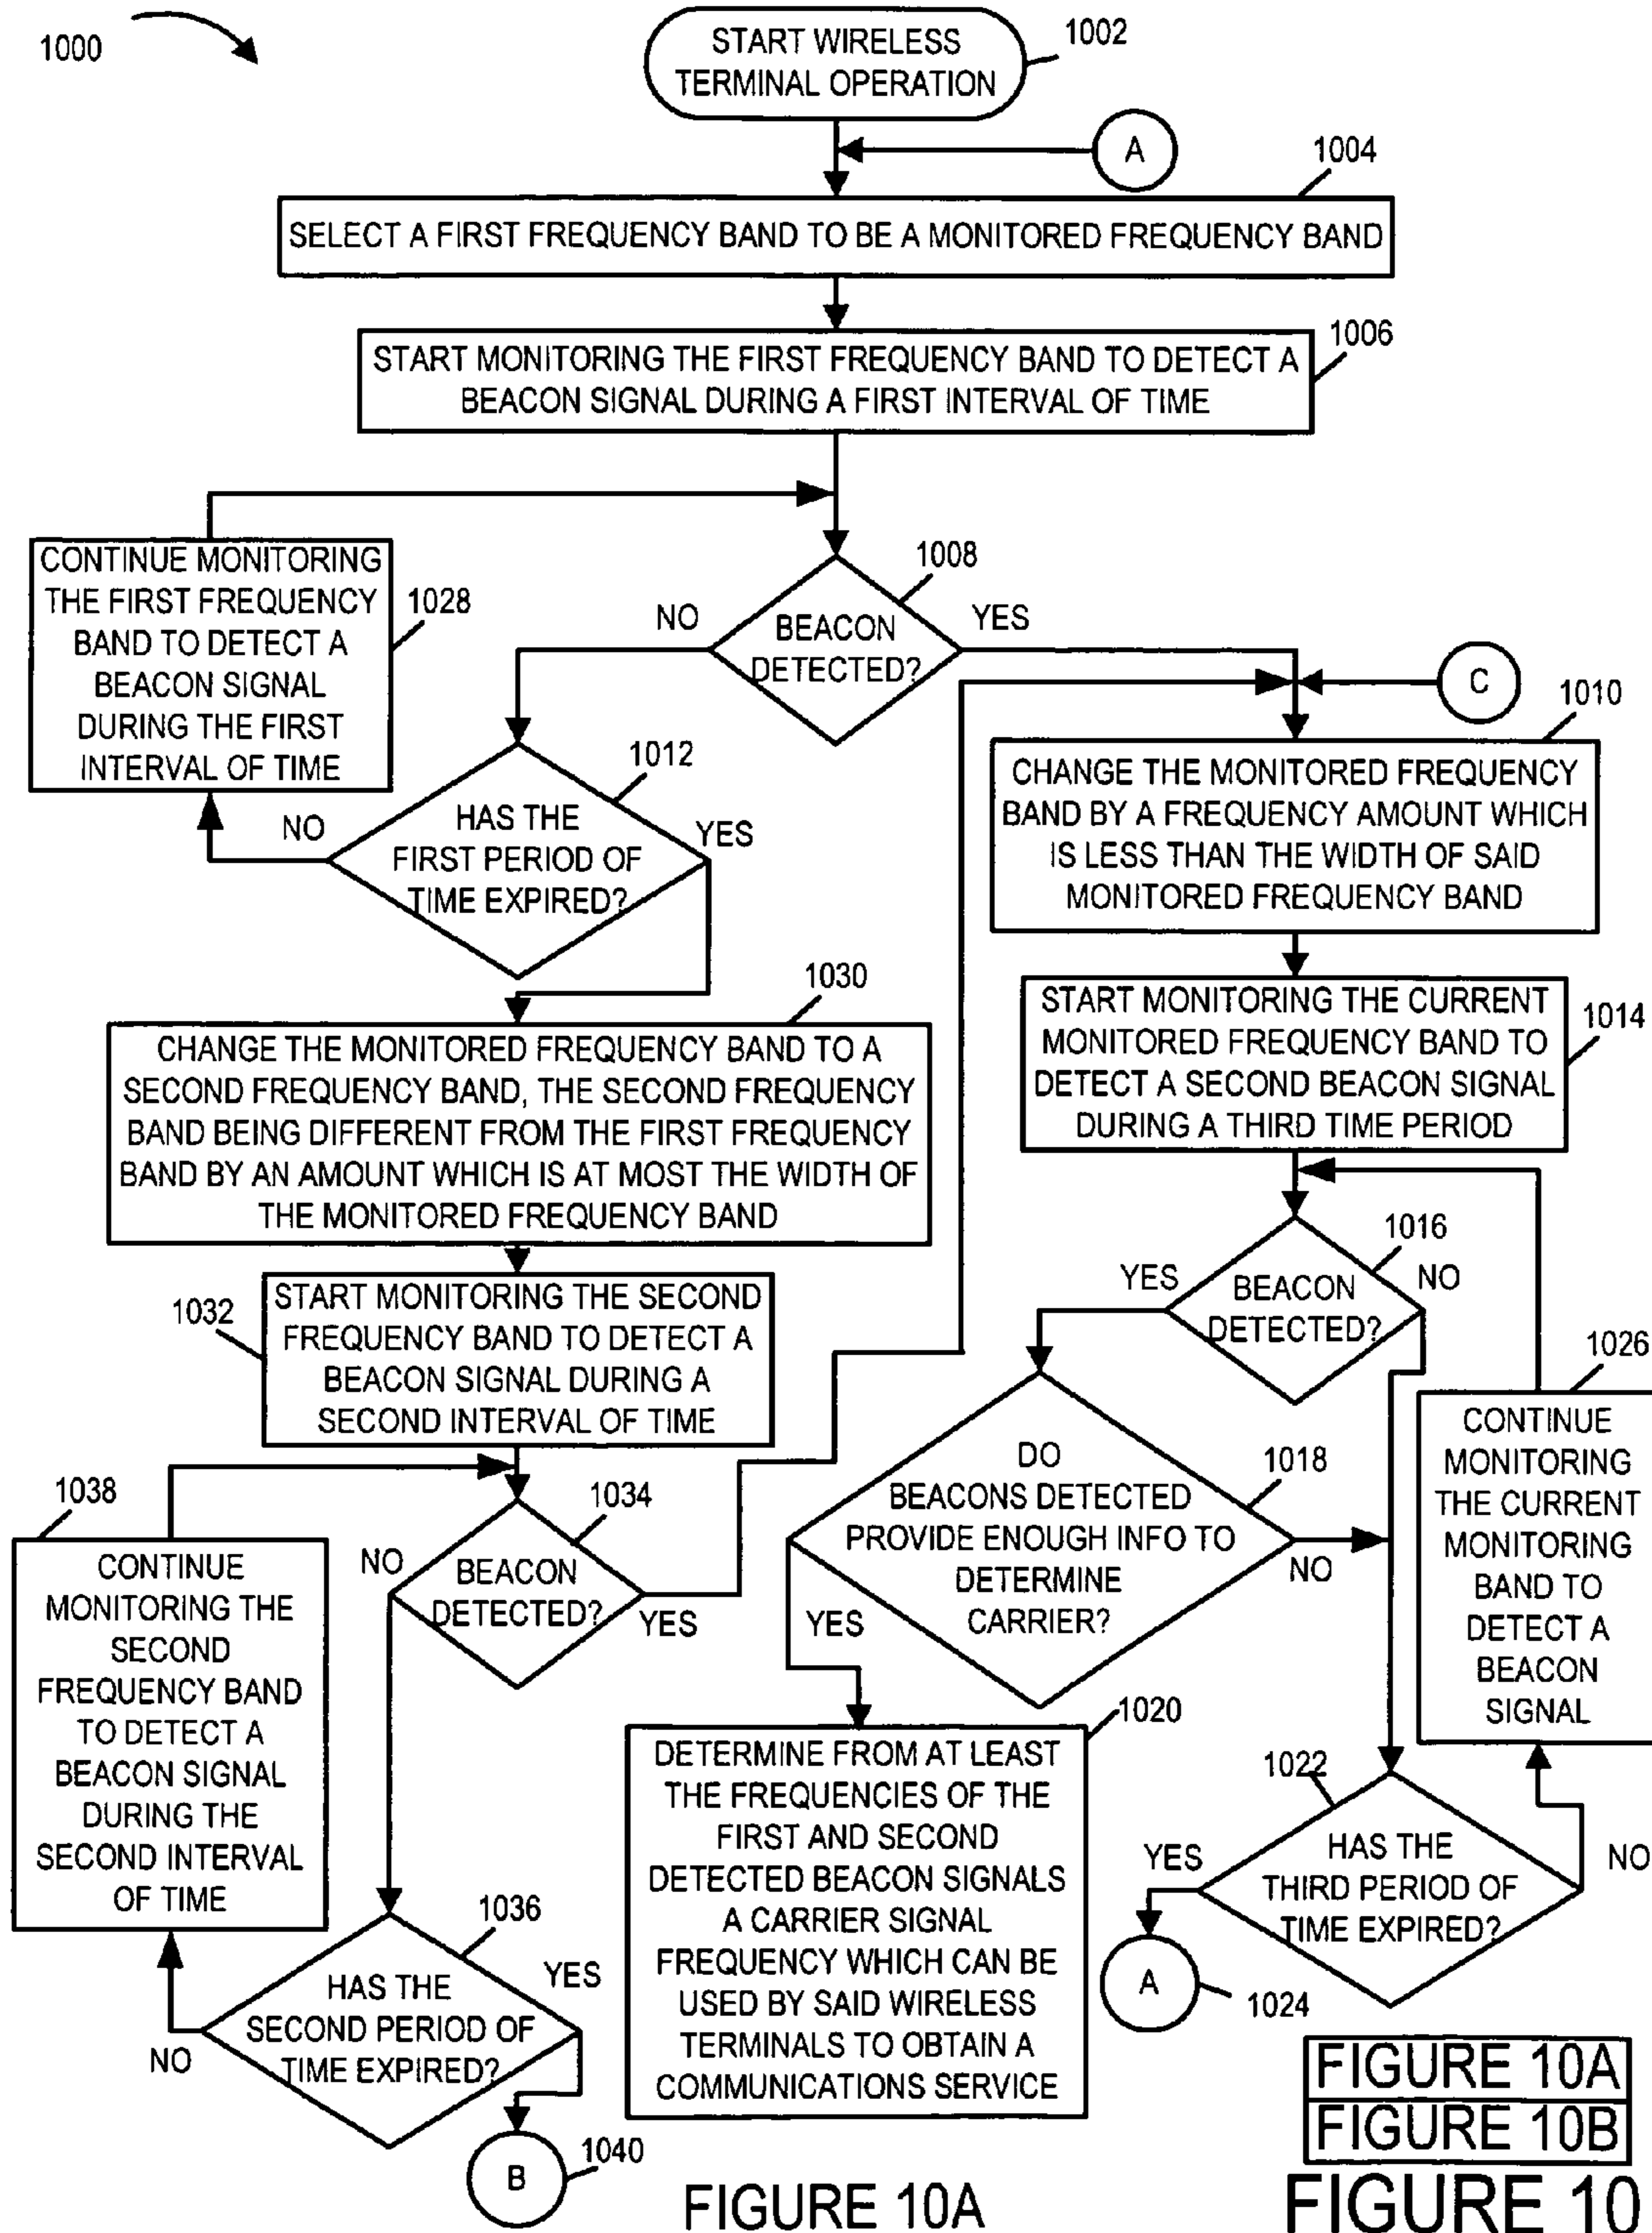 1000
START WIRELESS
TERMINAL OPERATION
1002
A
1004
SELECT A FIRST FREQUENCY BAND TO BE A MONITORED FREQUENCY BAND
1006
START MONITORING THE FIRST FREQUENCY BAND TO DETECT A
BEACON SIGNAL DURING A FIRST INTERVAL OF TIME
CONTINUE MONITORING
THE FIRST FREQUENCY
BAND TO DETECT A
BEACON SIGNAL
DURING THE FIRST
INTERVAL OF TIME
1028
1008
NO
BEACON
DETECTED?
YES
C
1010
CHANGE THE MONITORED FREQUENCY
BAND BY A FREQUENCY AMOUNT WHICH
IS LESS THAN THE WIDTH OF SAID
MONITORED FREQUENCY BAND
1012
NO
HAS THE
FIRST PERIOD OF
TIME EXPIRED?
YES
1030
CHANGE THE MONITORED FREQUENCY BAND TO A
SECOND FREQUENCY BAND, THE SECOND FREQUENCY
BAND BEING DIFFERENT FROM THE FIRST FREQUENCY
BAND BY AN AMOUNT WHICH IS AT MOST THE WIDTH OF
THE MONITORED FREQUENCY BAND
START MONITORING THE CURRENT
MONITORED FREQUENCY BAND TO
DETECT A SECOND BEACON SIGNAL
DURING A THIRD TIME PERIOD
1014
1016
YES
BEACON
DETECTED?
NO
1032
START MONITORING THE SECOND
FREQUENCY BAND TO DETECT A
BEACON SIGNAL DURING A
SECOND INTERVAL OF TIME
1026
CONTINUE
MONITORING
THE CURRENT
MONITORING
BAND TO
DETECT A
BEACON
SIGNAL
DO
BEACONS DETECTED
PROVIDE ENOUGH INFO TO
DETERMINE
CARRIER?
1018
NO
YES
1038
CONTINUE
MONITORING THE
SECOND
FREQUENCY BAND
TO DETECT A
BEACON SIGNAL
DURING THE
SECOND INTERVAL
OF TIME
1034
NO
BEACON
DETECTED?
YES
1020
DETERMINE FROM AT LEAST
THE FREQUENCIES OF THE
FIRST AND SECOND
DETECTED BEACON SIGNALS
A CARRIER SIGNAL
FREQUENCY WHICH CAN BE
USED BY SAID WIRELESS
TERMINALS TO OBTAIN A
COMMUNICATIONS SERVICE
1022
YES
HAS THE
THIRD PERIOD OF
TIME EXPIRED?
NO
A
1024
1036
YES
HAS THE
SECOND PERIOD OF
TIME EXPIRED?
NO
B
1040
FIGURE 10A
FIGURE 10A
FIGURE 10B
FIGURE 10